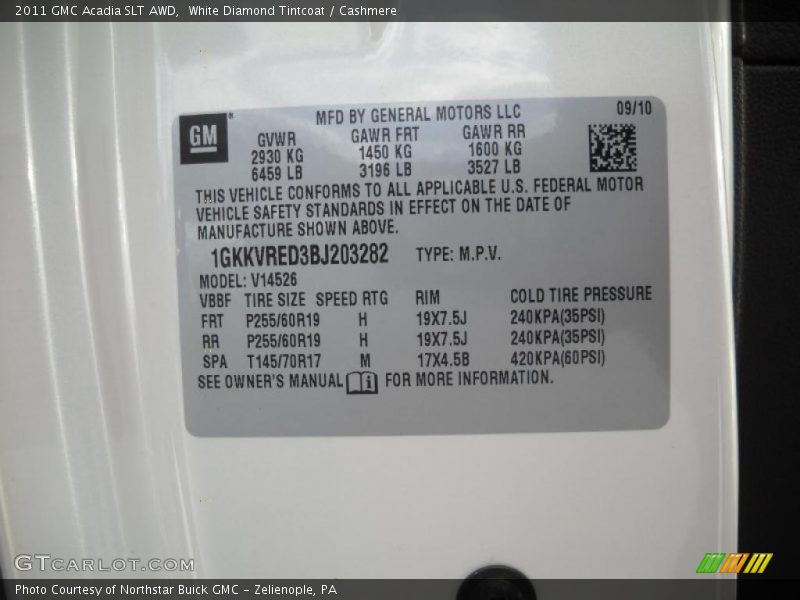 2011 GMC Acadia SLT AWD,  White Diamond Tintcoat / Cashmere
GM*
MFD BY GENERAL MOTORS LLC 09/10
GVWR GAWR FRT GAWR RR
2930 KG 1450 KG 1600 KG
6459 LB 3196 LB 3527 LB
THIS VEHICLE CONFORMS TO ALL APPLICABLE U.S. FEDERAL MOTOR
VEHICLE SAFETY STANDARDS IN EFFECT ON THE DATE OF
MANUFACTURE SHOWN ABOVE.
1GKKVRED3BJ203282 TYPE: M.P.V.
MODEL: V14526
VBBF TIRE SIZE SPEED RTG RIM COLD TIRE PRESSURE
FRT P255/60R19 H 19X7.5J 240KPA(35PSI)
RR P255/60R19 H 19X7.5J 240KPA(35PSI)
SPA T145/70R17 M 17X4.5B 420KPA(60PSI)
SEE OWNER'S MANUAL i FOR MORE INFORMATION.
GTCARLOT.COM
Photo Courtesy of Northstar Buick GMC - Zelienople, PA